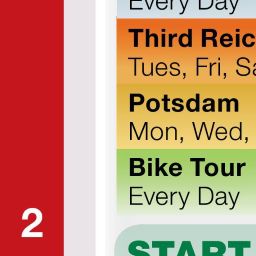 Every Day
Third Reic
Tues, Fri, Sa
Potsdam
Mon, Wed,
Bike Tour
Every Day
2
START